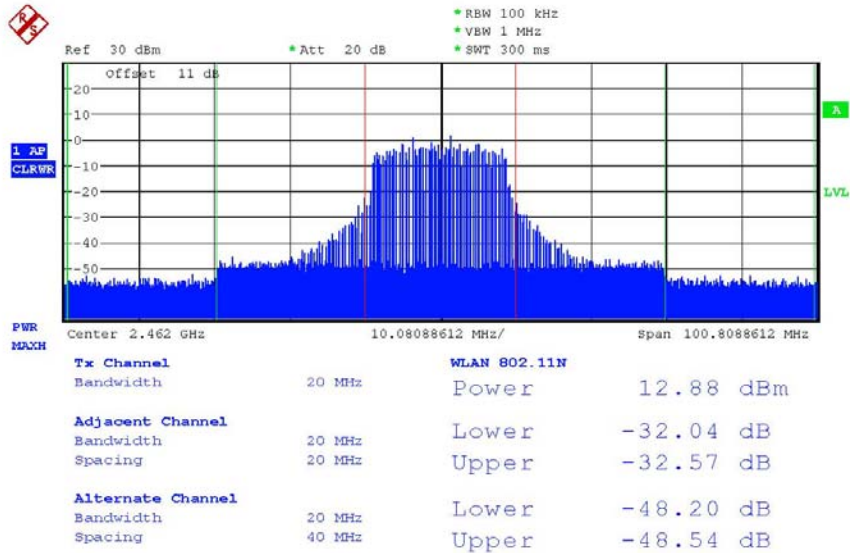 R S
* RBW 100 kHz
* VBW 1 MHz
Ref 30 dBm * Att 20 dB * SWT 300 ms
Offset 11 dB
20
10
0
-10
-20
-30
-40
-50
A
1 AP
CLRWR
LVL
PWR
MAXH
Center 2.462 GHz 10.08088612 MHz/ Span 100.8088612 MHz
Tx Channel WLAN 802.11N
Bandwidth 20 MHz Power 12.88 dBm
Adjacent Channel
Bandwidth 20 MHz Lower -32.04 dB
Spacing 20 MHz Upper -32.57 dB
Alternate Channel
Bandwidth 20 MHz Lower -48.20 dB
Spacing 40 MHz Upper -48.54 dB